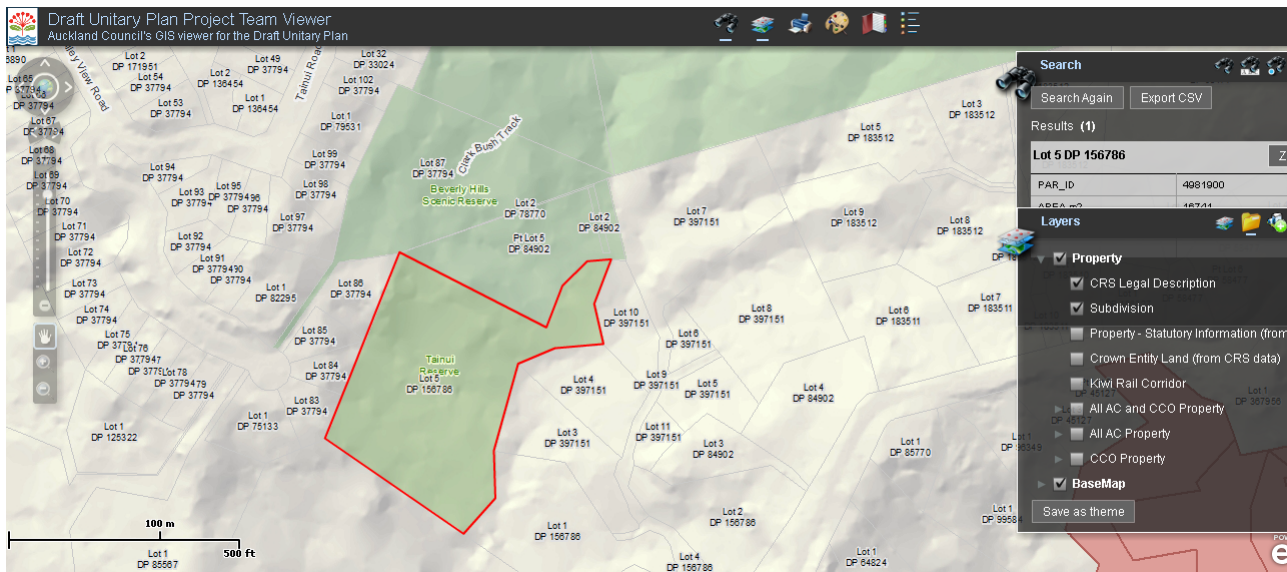 Draft Unitary Plan Project Team Viewer
Auckland Council's GIS viewer for the Draft Unitary Plan
Lot 2
DP 171951
Lot 54
DP 37794
Lot 53
DP 37794
Lot 2
DP 136454
Lot 49
DP 37794
Lot 1
DP 136454
Tainui Road
Lot 32
DP 33024
Lot 102
DP 37794
Lot 1
DP 79531
Lot 67
DP 37794
Lot 68
DP 37794
Lot 69
DP 37794
Lot 70
DP 37794
Lot 71
DP 37794
Lot 72
DP 37794
Lot 73
DP 37794
Lot 74
DP 37794
Lot 75
Lot 76
Lot 78
Lot 94
DP 37794
Lot 93
Lot 95
Lot 92
DP 37794
Lot 91
Lot 99
DP 37794
Lot 98
DP 37794
Lot 97
DP 37794
Lot 1
DP 82295
Lot 86
DP 37794
Lot 85
DP 37794
Lot 84
DP 37794
Lot 83
DP 37794
Lot 1
DP 75133
Lot 1
DP 125322
Lot 87
DP 37794
Clark Bush Track
Beverly Hills
Scenic Reserve
Lot 2
DP 78770
Lot 2
DP 84902
Pt Lot 5
DP 84902
Tainui
Reserve
Lot 5
DP 156786
Lot 3
DP 183512
Lot 5
DP 183512
Lot 7
DP 397151
Lot 9
DP 183512
Lot 8
DP 183512
Lot 10
DP 397151
Lot 8
DP 397151
Lot 6
DP 397151
Lot 6
DP 183511
Lot 7
DP 183511
Lot 4
DP 397151
Lot 9
DP 397151
Lot 5
DP 397151
Lot 4
DP 84902
Lot 3
DP 397151
Lot 11
DP 397151
Lot 3
DP 84902
Lot 1
DP 85770
Lot 1
DP 156786
Lot 2
DP 156786
Lot 4
DP 156786
Lot 1
DP 64824
Lot 1
DP 99584
100 m
500 ft
Lot 1
DP 85567
Search
Search Again
Export CSV
Results (1)
Lot 5 DP 156786
PAR_ID
4981900
Layers
Property
CRS Legal Description
Subdivision
Property - Statutory Information (from
Crown Entity Land (from CRS data)
Kiwi Rail Corridor
All AC and CCO Property
All AC Property
CCO Property
BaseMap
Save as theme